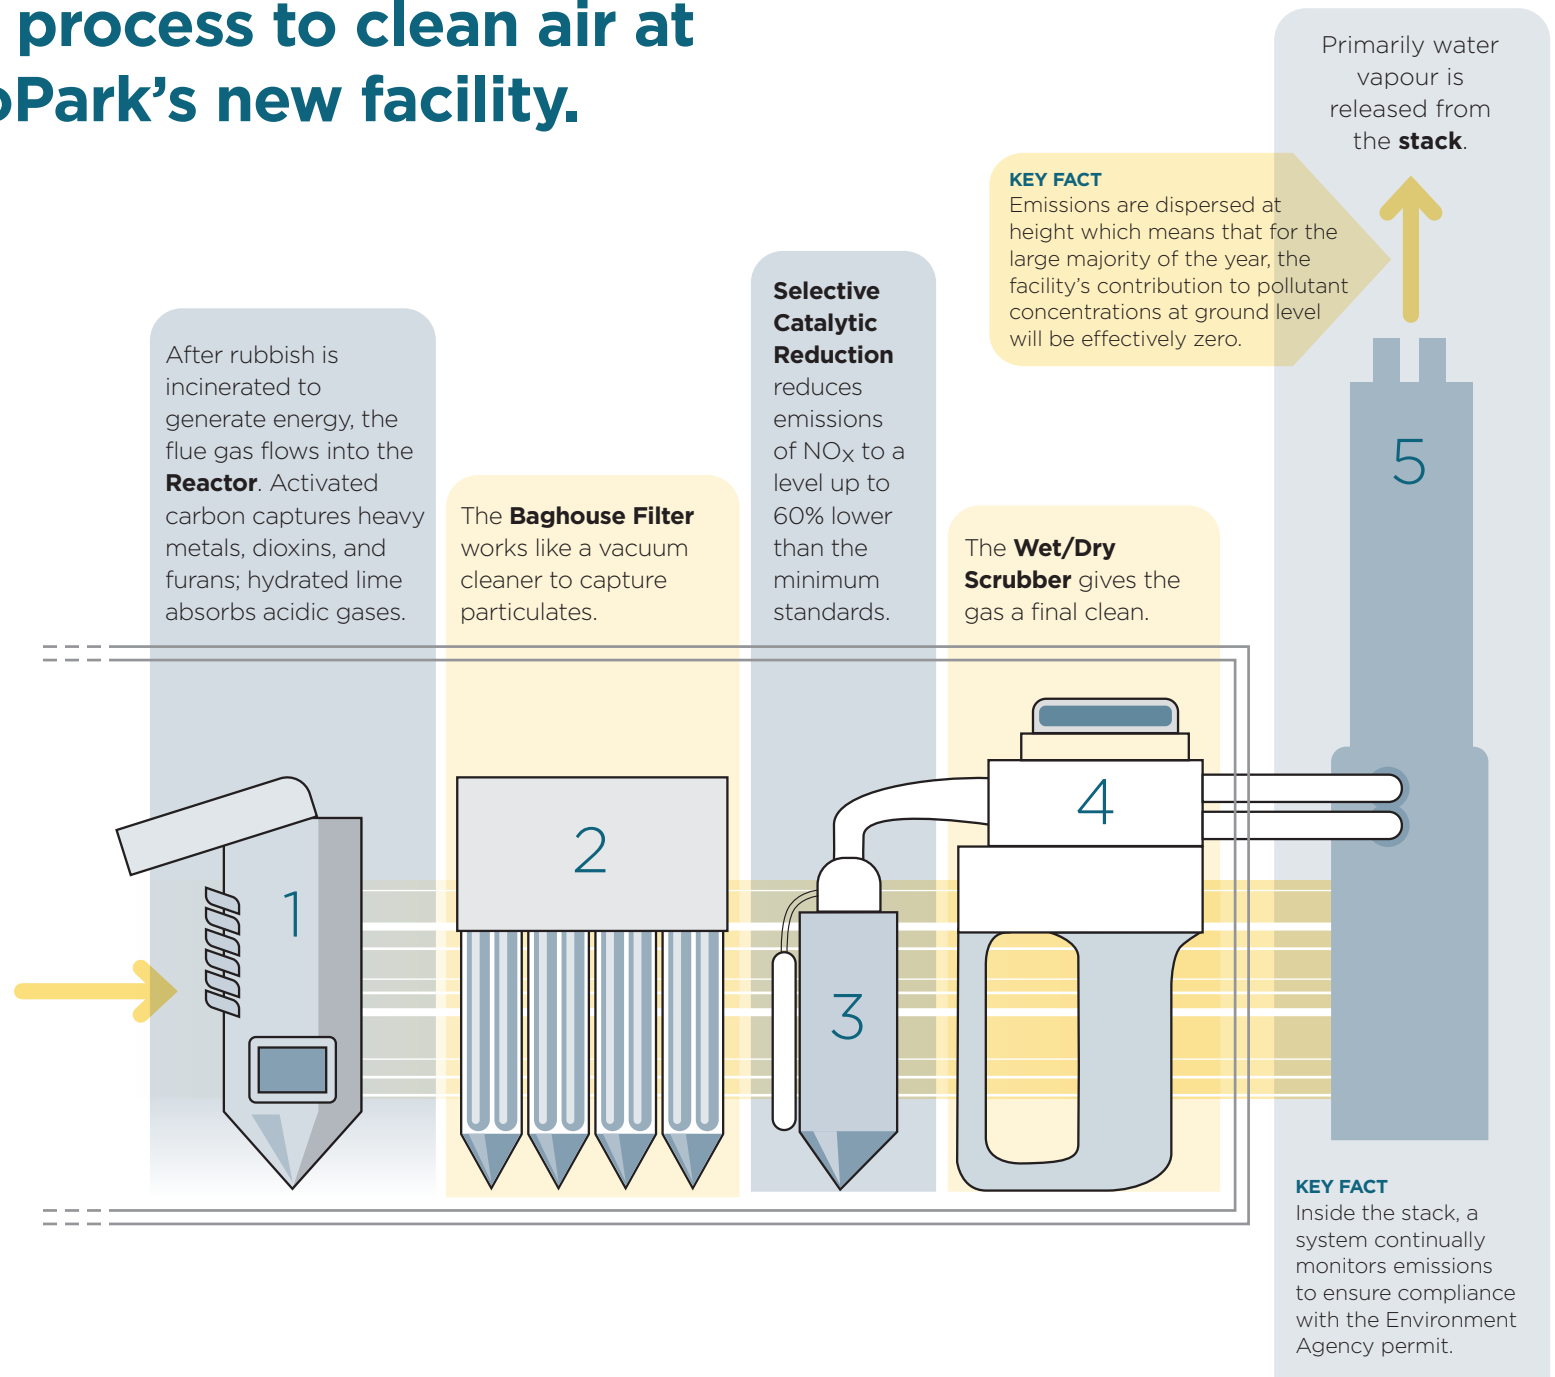 process to clean air at
oPark’s new facility.
After rubbish is
incinerated to
generate energy, the
flue gas flows into the
Reactor. Activated
carbon captures heavy
metals, dioxins, and
furans; hydrated lime
absorbs acidic gases.
The Baghouse Filter
works like a vacuum
cleaner to capture
particulates.
Selective
Catalytic
Reduction
reduces
emissions
of NOx to a
level up to
60% lower
than the
minimum
standards.
The Wet/Dry
Scrubber gives the
gas a final clean.
KEY FACT
Emissions are dispersed at
height which means that for the
large majority of the year, the
facility’s contribution to pollutant
concentrations at ground level
will be effectively zero.
Primarily water
vapour is
released from
the stack.
1
2
3
4
5
KEY FACT
Inside the stack, a
system continually
monitors emissions
to ensure compliance
with the Environment
Agency permit.